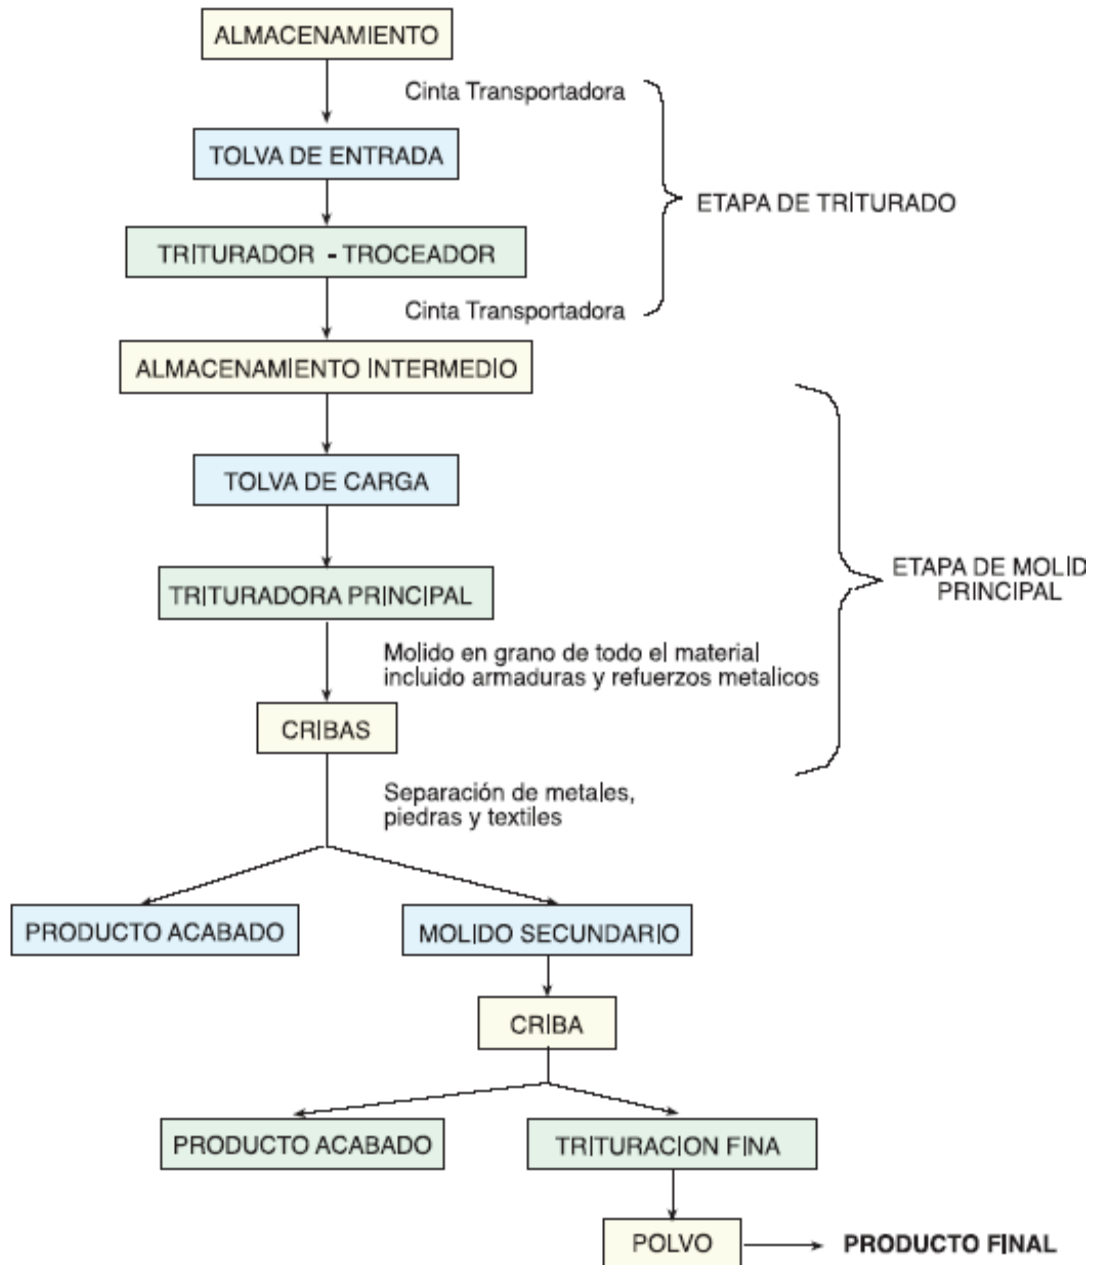 ALMACENAMIENTO
Cinta Transportadora
TOLVA DE ENTRADA
ETAPA DE TRITURADO
TRITURADOR - TROCEADOR
Cinta Transportadora
ALMACENAMIENTO INTERMEDIO
TOLVA DE CARGA
ETAPA DE MOLID
PRINCIPAL
TRITURADORA PRINCIPAL
Molido en grano de todo el material
incluido armaduras y refuerzos metalicos
CRIBAS
Separación de metales,
piedras y textiles
PRODUCTO ACABADO
MOLIDO SECUNDARIO
CRIBA
PRODUCTO ACABADO
TRITURACION FINA
POLVO
PRODUCTO FINAL